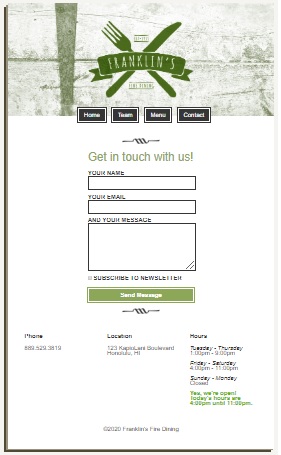 FRANKLIN'S
FINE DINING
Home Team Menu Contact
Get in touch with us!
YOUR NAME
YOUR EMAIL
AND YOUR MESSAGE
SUBSCRIBE TO NEWSLETTER
Send Message
Phone
889.529.3819
Location
123 KapioLani Boulevard
Honolulu, HI
Hours
Tuesday - Thursday
1:00pm - 9:00pm
Friday - Saturday
4:00pm - 11:00pm
Sunday - Monday
Closed
Yes, we're open!
Today's hours are
4:00pm until 11:00pm.
©2020 Franklin's Fire Dining